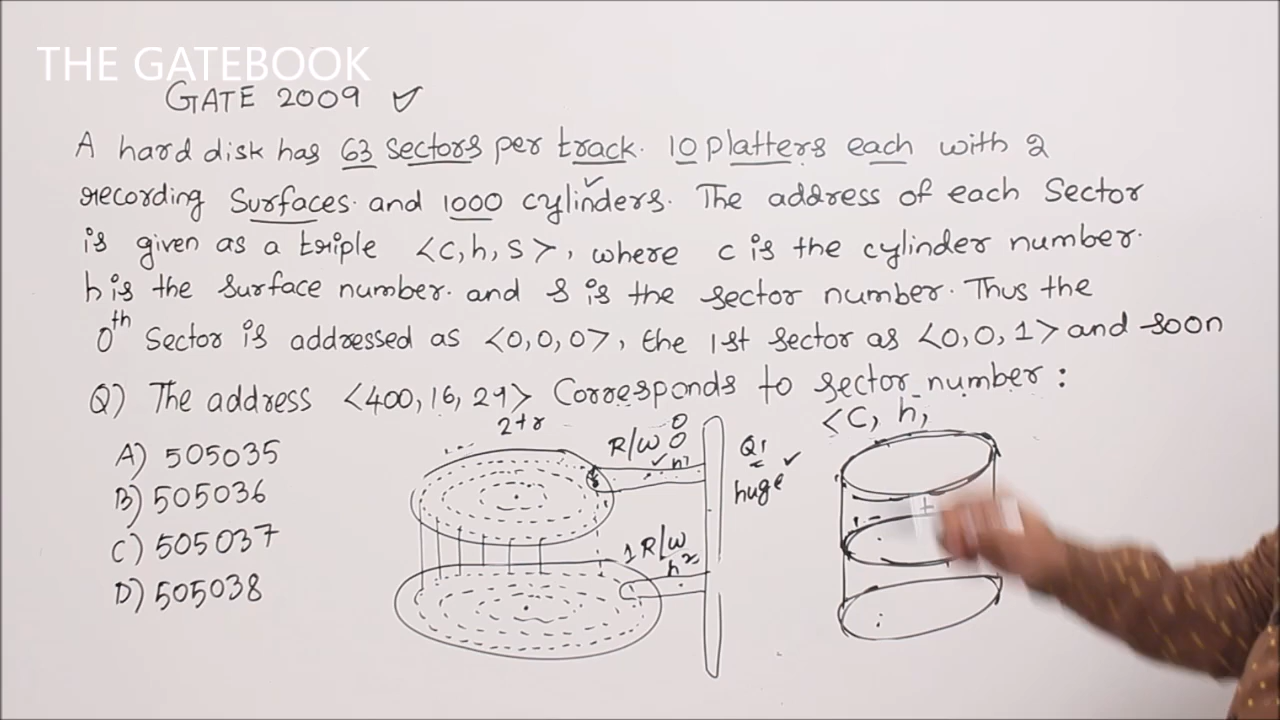 THE GATEBOOK
GATE 2009
A hard disk has 63 sectors per track. 10 platters each with 2
recording Surfaces. and 1000 cylinders. The address of each Sector
is given as a triple <C, h, S>, where c is the cylinder number.
h is the surface number. and s is the sector number. Thus the
0th Sector is addressed as <0,0,0>, the 1st sector as <0,0,1> and soon
Q) The address <400,16,29> Corresponds to sector number :
A) 505035
B) 505036
C) 505037
D) 505038
R/W 0
0
1 R/W
Q1
huge
<C, h,